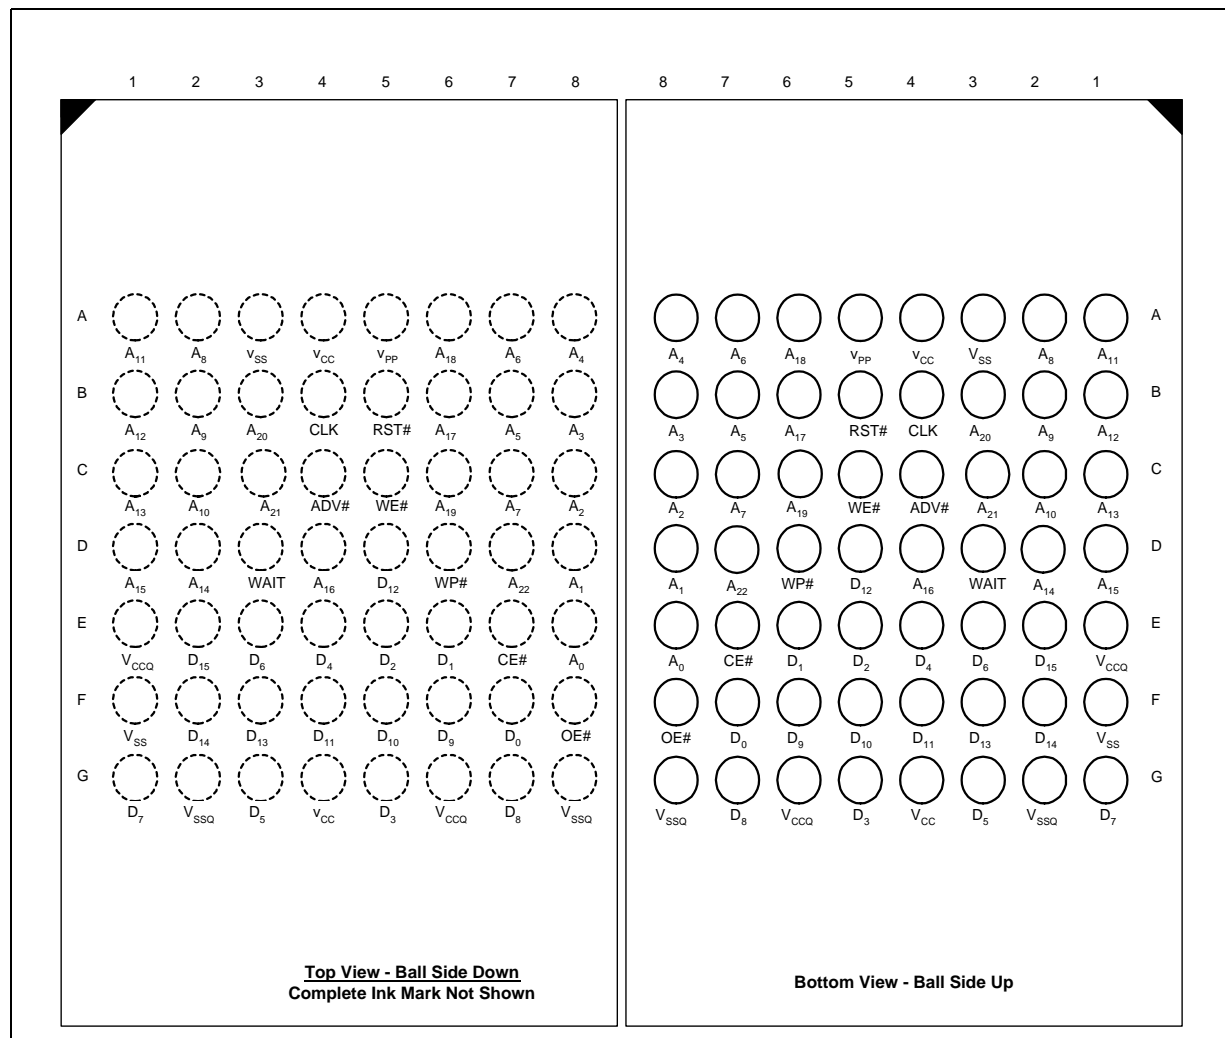 1 2 3 4 5 6 7 8 8 7 6 5 4 3 2 1
A A
A11 A8 vSS vCC vPP A18 A6 A4 A4 A6 A18 vPP vCC VSS A8 A11
B B
A12 A9 A20 CLK RST# A17 A5 A3 A3 A5 A17 RST# CLK A20 A9 A12
C C
A13 A10 A21 ADV# WE# A19 A7 A2 A2 A7 A19 WE# ADV# A21 A10 A13
D D
A15 A14 WAIT A16 D12 WP# A22 A1 A1 A22 WP# D12 A16 WAIT A14 A15
E E
VCCQ D15 D6 D4 D2 D1 CE# A0 A0 CE# D1 D2 D4 D6 D15 VCCQ
F F
VSS D14 D13 D11 D10 D9 D0 OE# OE# D0 D9 D10 D11 D13 D14 VSS
G G
D7 VSSQ D5 vCC D3 VCCQ D8 VSSQ VSSQ D8 VCCQ D3 VCC D5 VSSQ D7
Top View - Ball Side Down
Complete Ink Mark Not Shown
Bottom View - Ball Side Up